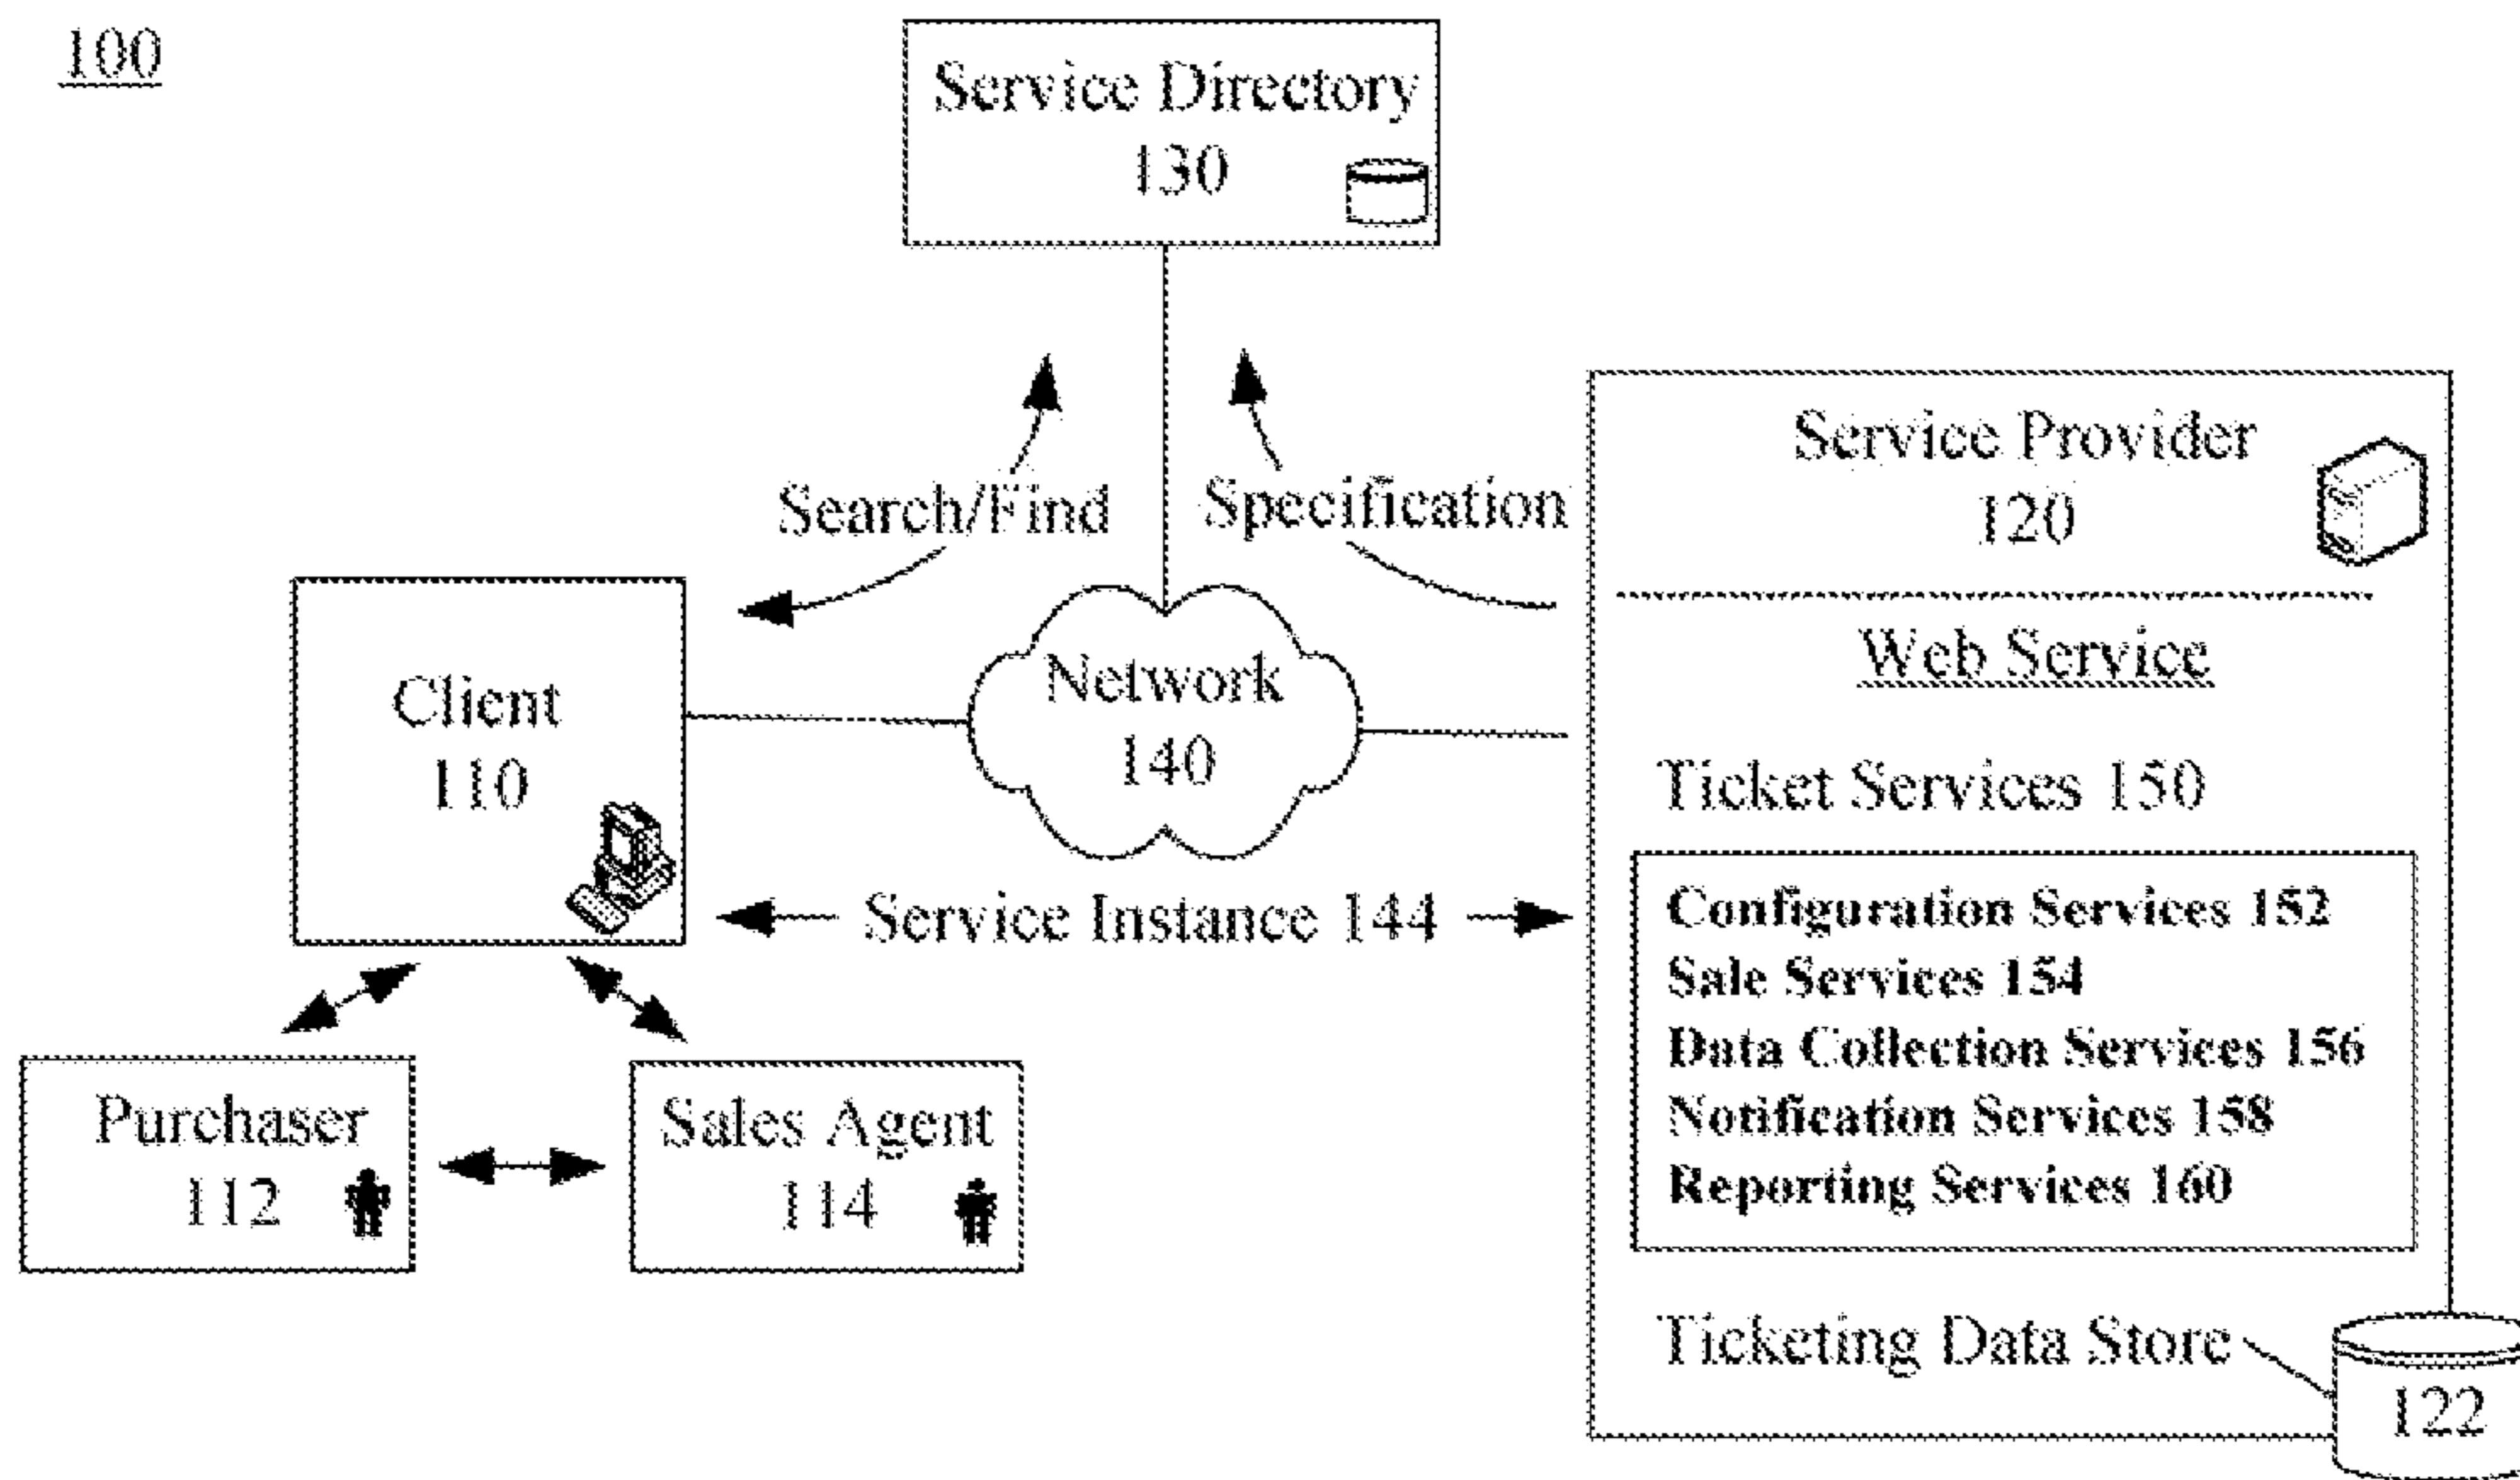 100
Service Directory
130
Search/Find
Specification
Service Provider
120
Web Service
Client
110
Network
140
Ticket Services 150
Service Instance 144
Configuration Services 152
Sale Services 154
Data Collection Services 156
Notification Services 158
Reporting Services 160
Purchaser
112
Sales Agent
114
Ticketing Data Store
122